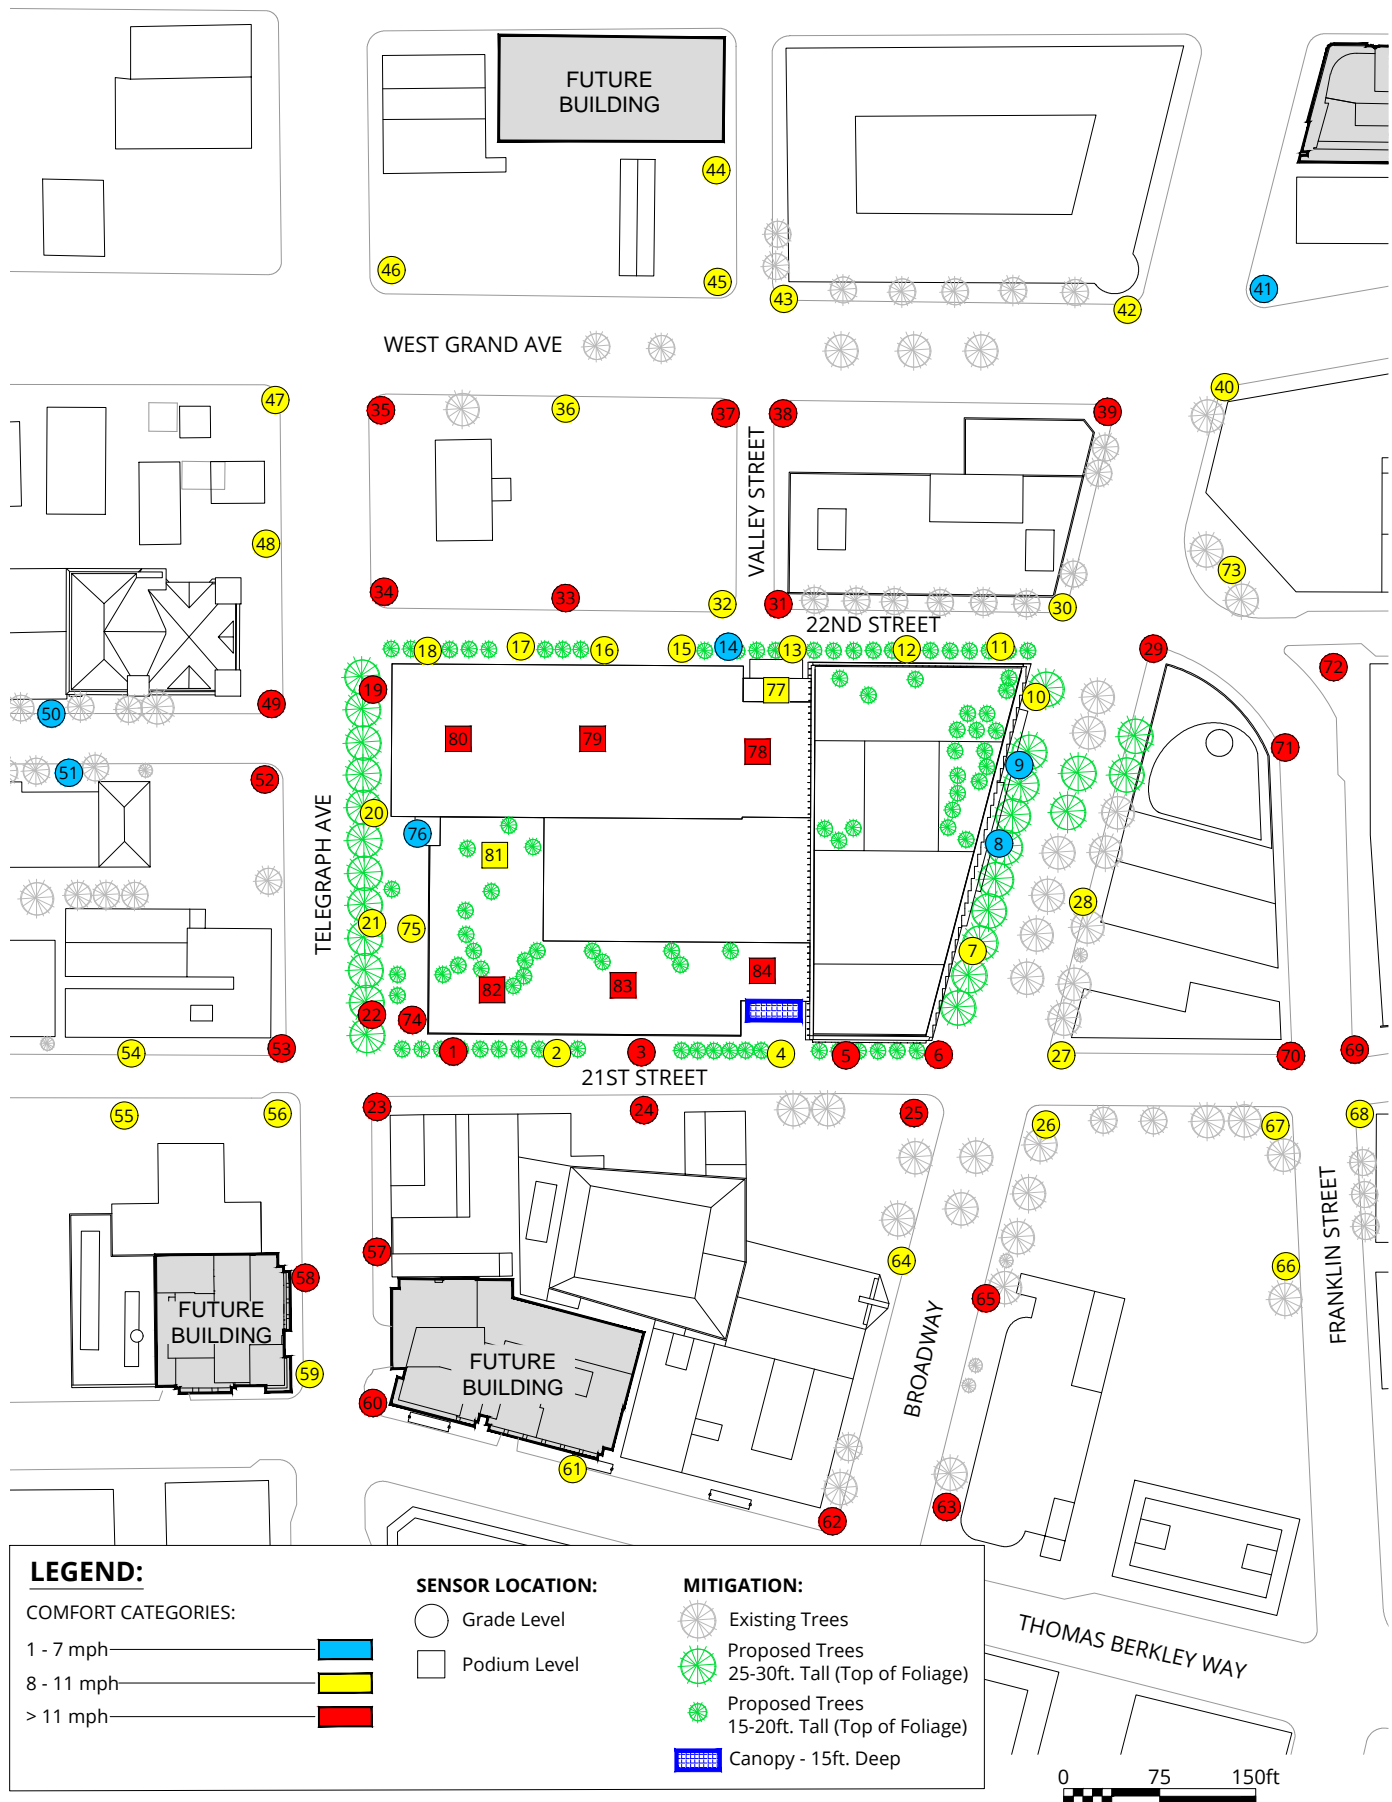 FUTURE
BUILDING
44
46
45
43
42
41
WEST GRAND AVE
47
35
36
37
38
39
40
VALLEY STREET
48
34
33
32
31
30
73
22ND STREET
18
17
16
15
14
13
12
11
29
72
50
49
19
77
10
80
79
78
9
71
51
52
20
76
81
8
TELEGRAPH AVE
21
75
28
7
82
83
84
22
74
54
53
1
2
3
4
5
6
27
70
69
21ST STREET
55
56
23
24
25
26
67
68
FRANKLIN STREET
57
58
64
66
65
FUTURE
BUILDING
FUTURE
BUILDING
BROADWAY
59
60
61
62
63
THOMAS BERKLEY WAY
LEGEND:
COMFORT CATEGORIES:
1 - 7 mph
8 - 11 mph
> 11 mph
SENSOR LOCATION:
Grade Level
Podium Level
MITIGATION:
Existing Trees
Proposed Trees
25-30ft. Tall (Top of Foliage)
Proposed Trees
15-20ft. Tall (Top of Foliage)
Canopy - 15ft. Deep
0 75 150ft